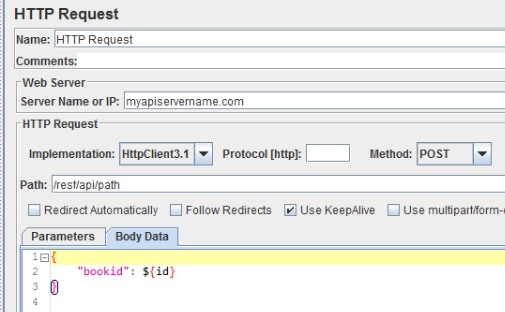 HTTP Request
Name: HTTP Request
Comments:
Web Server
Server Name or IP: myapiservername.com
HTTP Request
Implementation: HttpClient3.1 Protocol [http]: Method: POST
Path: /rest/api/path
Redirect Automatically Follow Redirects Use KeepAlive Use multipart/form-
Parameters Body Data
1 {
2 "bookid": ${id}
3 }
4